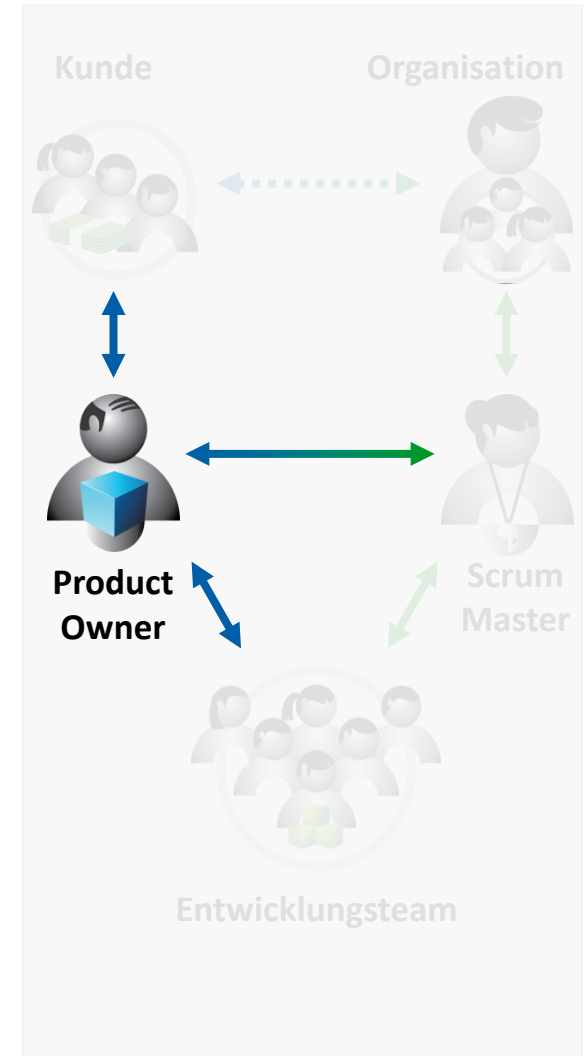 Kunde
Organisation
Product
Owner
Scrum
Master
Entwicklungsteam